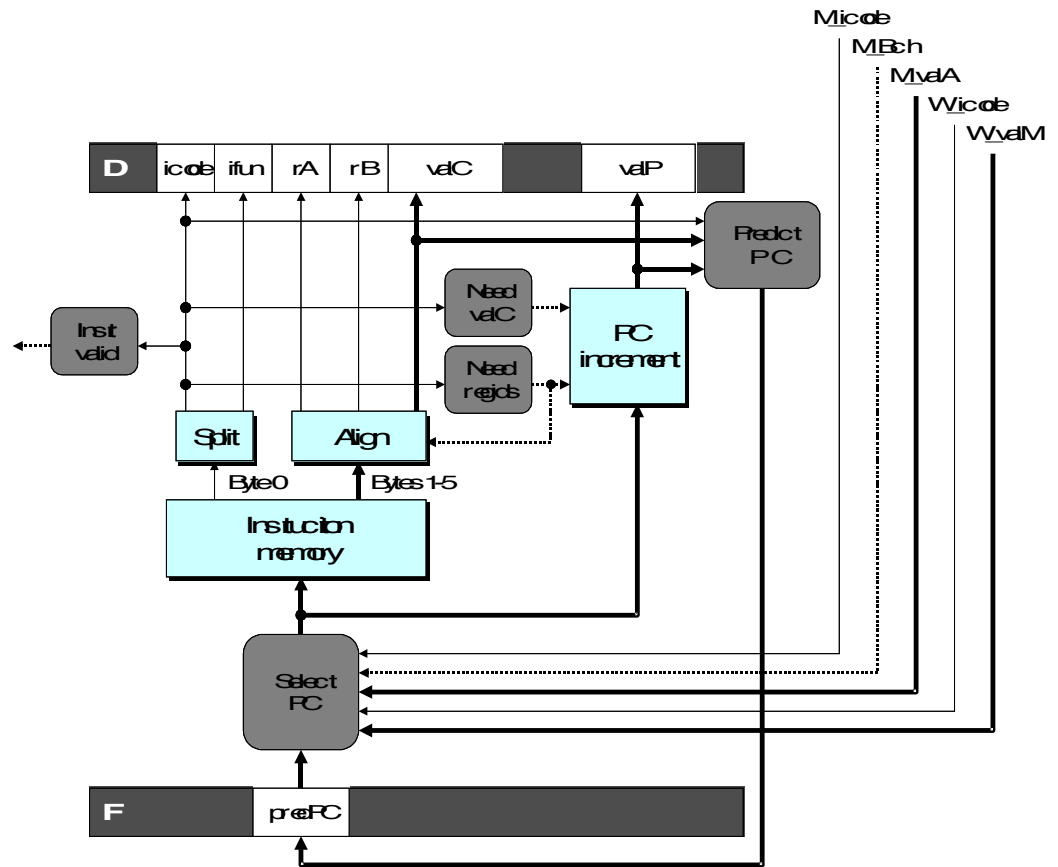 M_icode
M_Bch
M_valA
W_icode
W_valM
D icode ifun rA rB valC valP
Predict
PC
Need
valC
Instr
valid
PC
increment
Need
regids
Split
Align
Byte 0
Bytes 1-5
Instruction
memory
Select
PC
F predPC